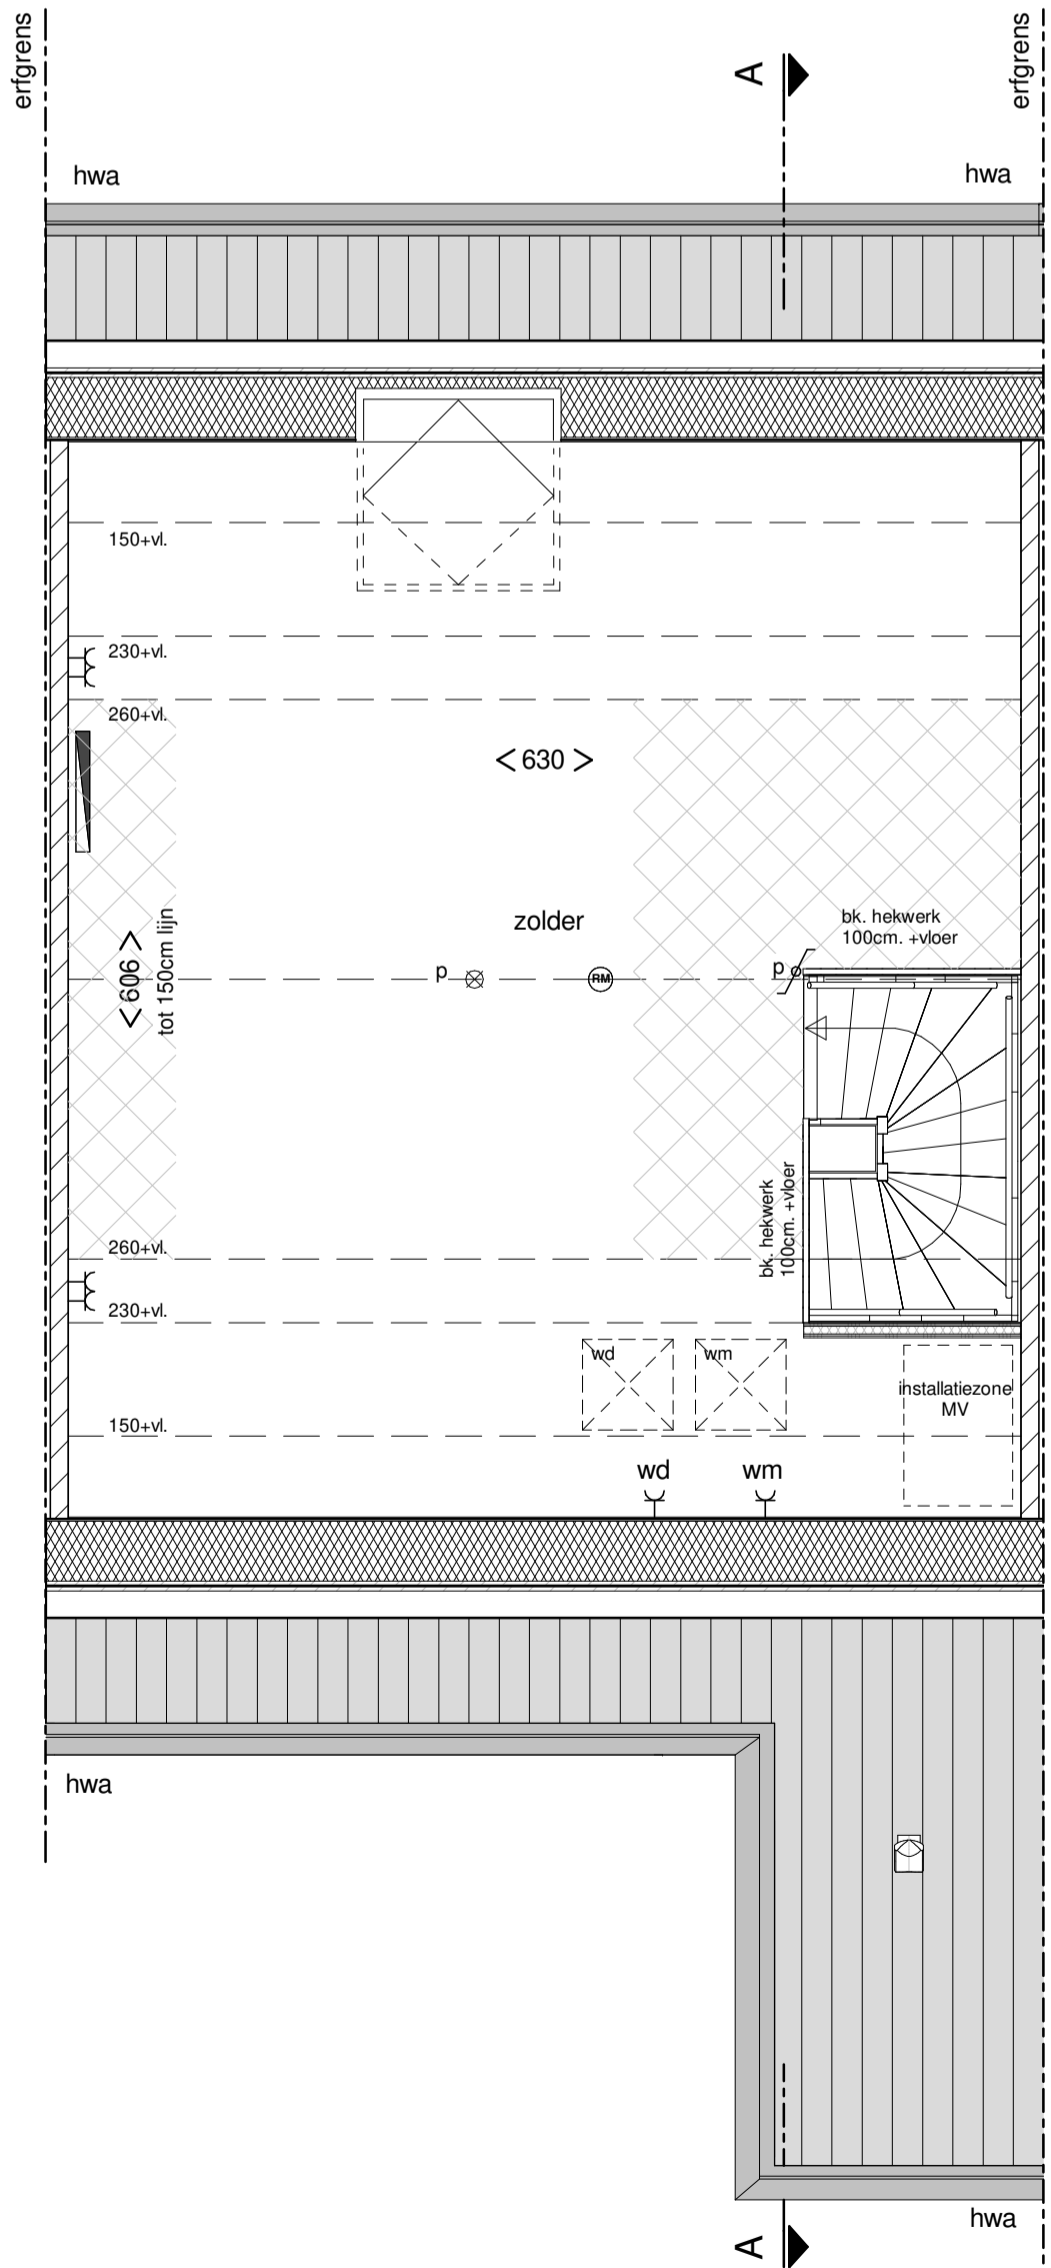 erfgrens
erfgrens
A
hwa
hwa
150+vl.
230+vl.
260+vl.
< 630 >
zolder
bk. hekwerk
100cm. +vloer
< 606 >
tot 150cm lijn
p
RM
p
bk. hekwerk
100cm. +vloer
260+vl.
230+vl.
wd
wm
installatiezone
MV
150+vl.
wd
wm
hwa
hwa
A